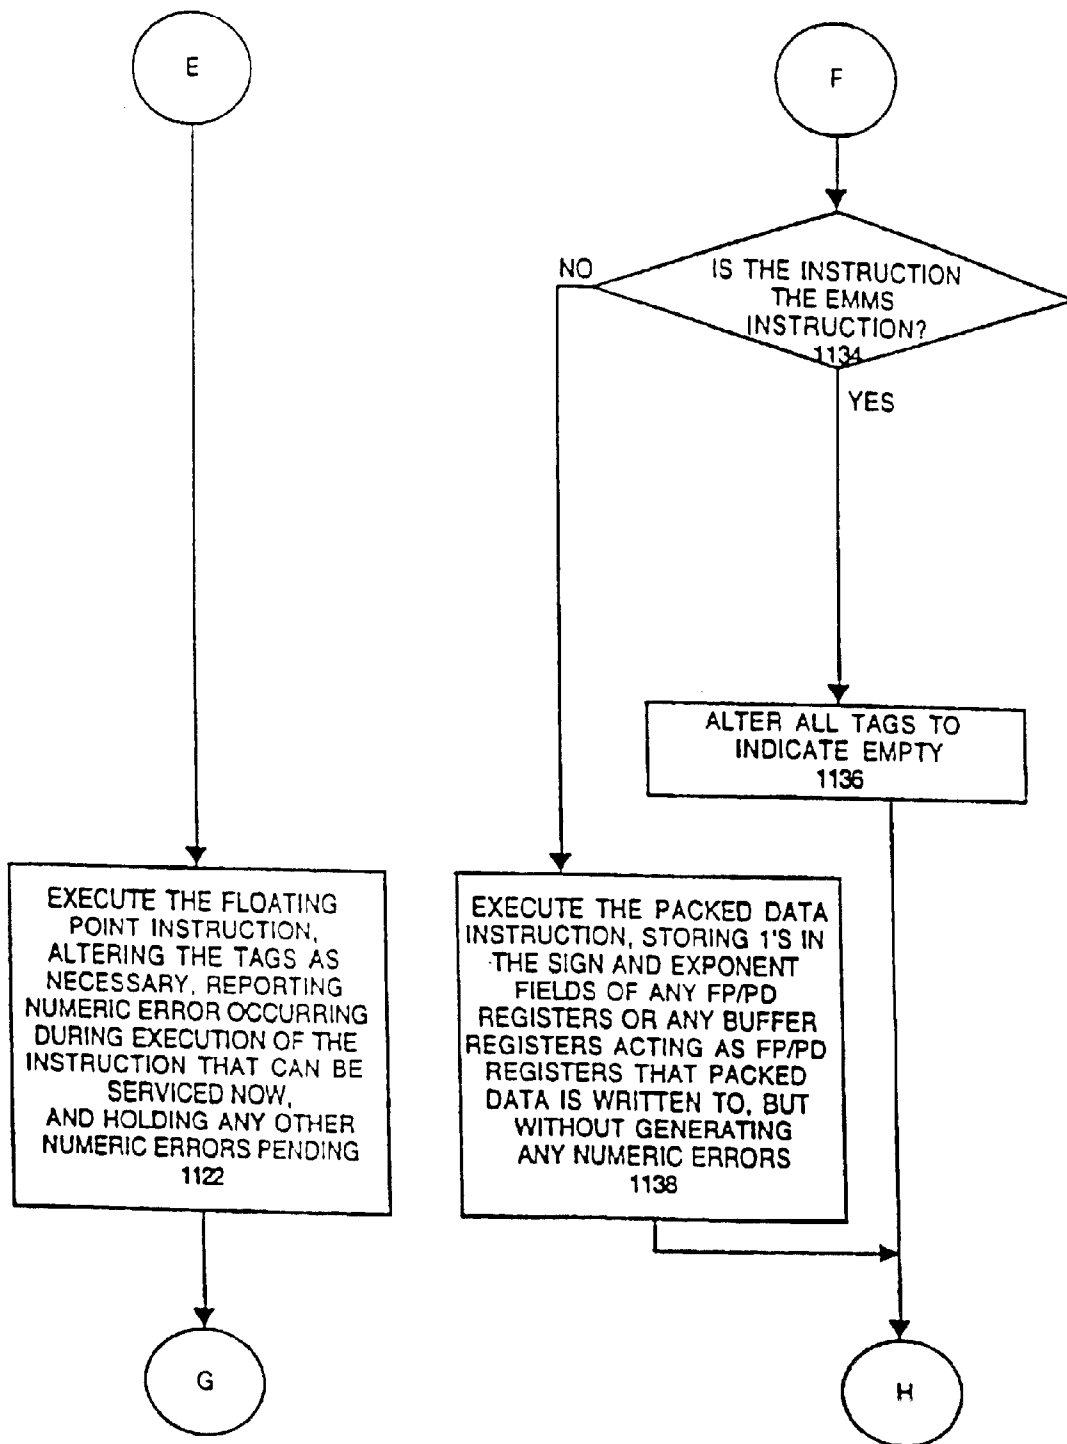 E
F
NO
IS THE INSTRUCTION
THE EMMS
INSTRUCTION?
1134
YES
ALTER ALL TAGS TO
INDICATE EMPTY
1136
EXECUTE THE FLOATING
POINT INSTRUCTION,
ALTERING THE TAGS AS
NECESSARY, REPORTING
NUMERIC ERROR OCCURRING
DURING EXECUTION OF THE
INSTRUCTION THAT CAN BE
SERVICED NOW,
AND HOLDING ANY OTHER
NUMERIC ERRORS PENDING
1122
EXECUTE THE PACKED DATA
INSTRUCTION, STORING 1'S IN
THE SIGN AND EXPONENT
FIELDS OF ANY FP/PD
REGISTERS OR ANY BUFFER
REGISTERS ACTING AS FP/PD
REGISTERS THAT PACKED
DATA IS WRITTEN TO, BUT
WITHOUT GENERATING
ANY NUMERIC ERRORS
1138
G
H